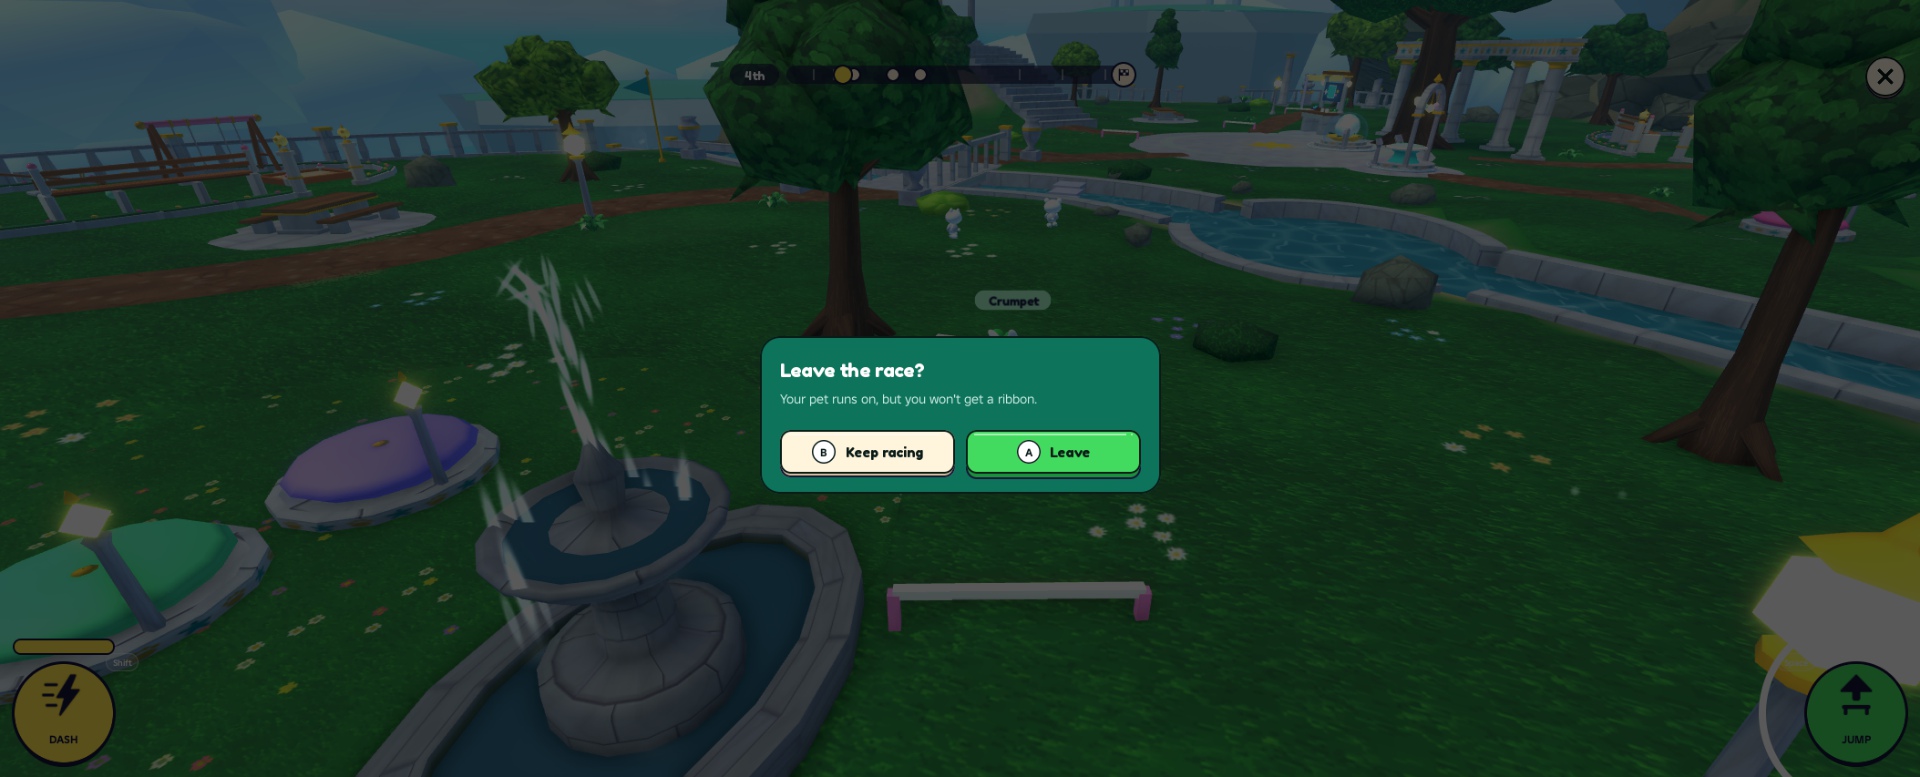 4th
Crumpet
Leave the race?
Your pet runs on, but you won't get a ribbon.
B Keep racing
A Leave
Shift
DASH
JUMP